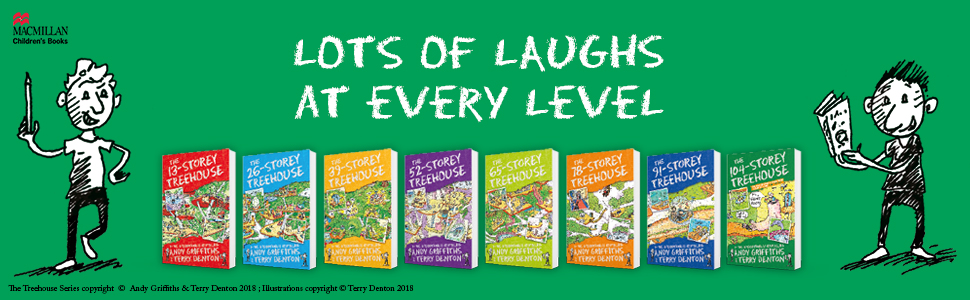 MACMILLAN
Children's Books
LOTS OF LAUGHS
AT EVERY LEVEL
THE
13-STOREY
TREEHOUSE
ANDY GRIFFITHS
& TERRY DENTON
THE
26-STOREY
TREEHOUSE
ANDY GRIFFITHS
& TERRY DENTON
THE
39-STOREY
TREEHOUSE
ANDY GRIFFITHS
& TERRY DENTON
THE
52-STOREY
TREEHOUSE
ANDY GRIFFITHS
& TERRY DENTON
THE
65-STOREY
TREEHOUSE
ANDY GRIFFITHS
& TERRY DENTON
THE
78-STOREY
TREEHOUSE
ANDY GRIFFITHS
& TERRY DENTON
THE
91-STOREY
TREEHOUSE
ANDY GRIFFITHS
& TERRY DENTON
THE
104-STOREY
TREEHOUSE
ANDY GRIFFITHS
& TERRY DENTON
The Treehouse Series copyright © Andy Griffiths & Terry Denton 2018 ; Illustrations copyright © Terry Denton 2018